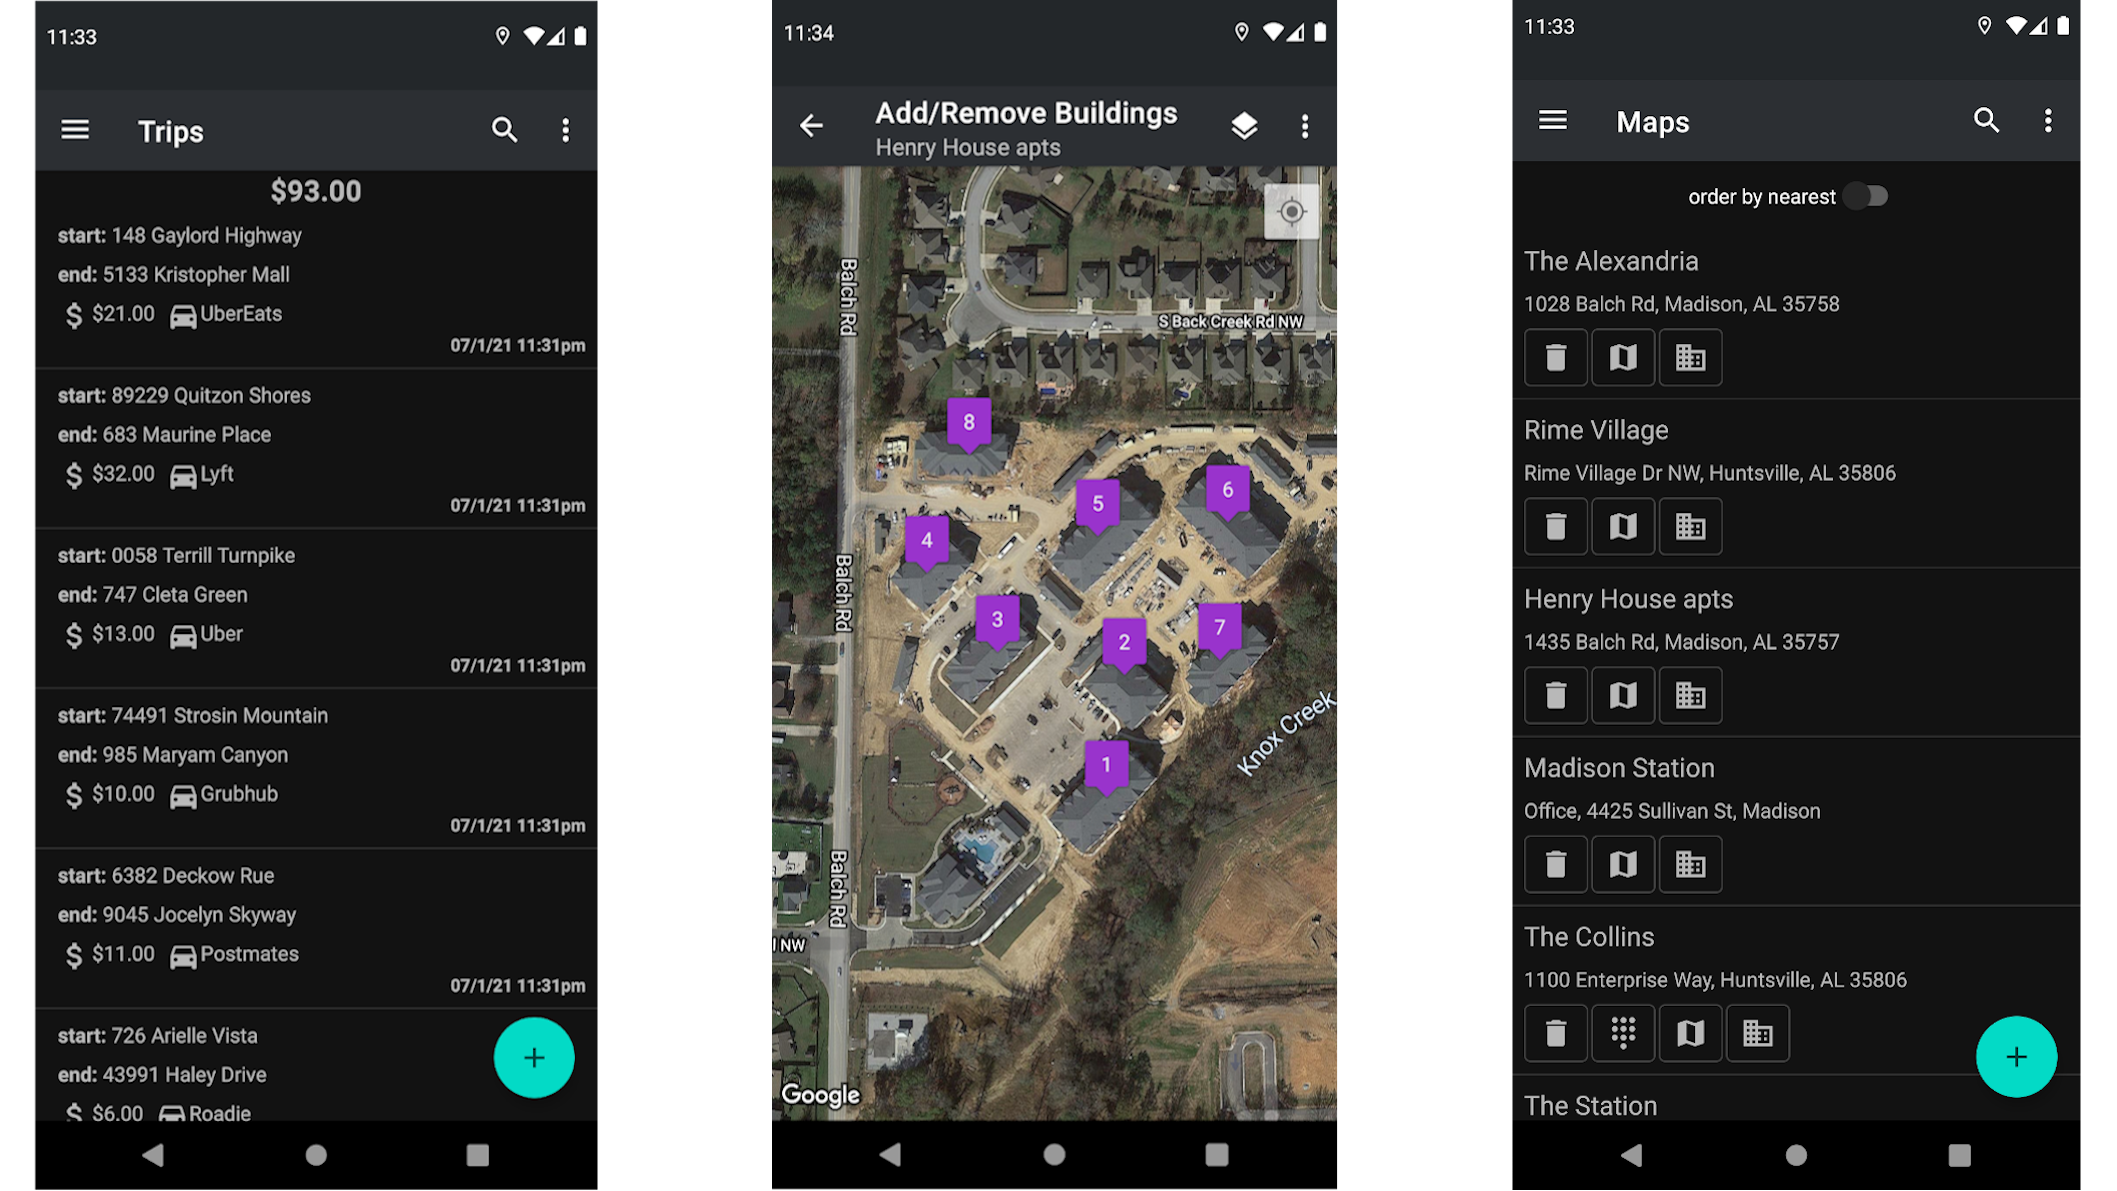 11:33
Trips
$93.00
start: 148 Gaylord Highway
end: 5133 Kristopher Mall
$ $21.00 UberEats
07/1/21 11:31pm
start: 89229 Quitzon Shores
end: 683 Maurine Place
$ $32.00 Lyft
07/1/21 11:31pm
start: 0058 Terrill Turnpike
end: 747 Cleta Green
$ $13.00 Uber
07/1/21 11:31pm
start: 74491 Strosin Mountain
end: 985 Maryam Canyon
$ $10.00 Grubhub
07/1/21 11:31pm
start: 6382 Deckow Rue
end: 9045 Jocelyn Skyway
$ $11.00 Postmates
07/1/21 11:31pm
start: 726 Arielle Vista
end: 43991 Haley Drive
$ $6.00 Roadie
+
11:34
Add/Remove Buildings
Henry House apts
Balch Rd
S Back Creek Rd NW
8
6
5
4
Balch Rd
3
7
2
Knox Creek
1
Balch Rd
l NW
Google
11:33
Maps
order by nearest
The Alexandria
1028 Balch Rd, Madison, AL 35758
Rime Village
Rime Village Dr NW, Huntsville, AL 35806
Henry House apts
1435 Balch Rd, Madison, AL 35757
Madison Station
Office, 4425 Sullivan St, Madison
The Collins
1100 Enterprise Way, Huntsville, AL 35806
+
The Station